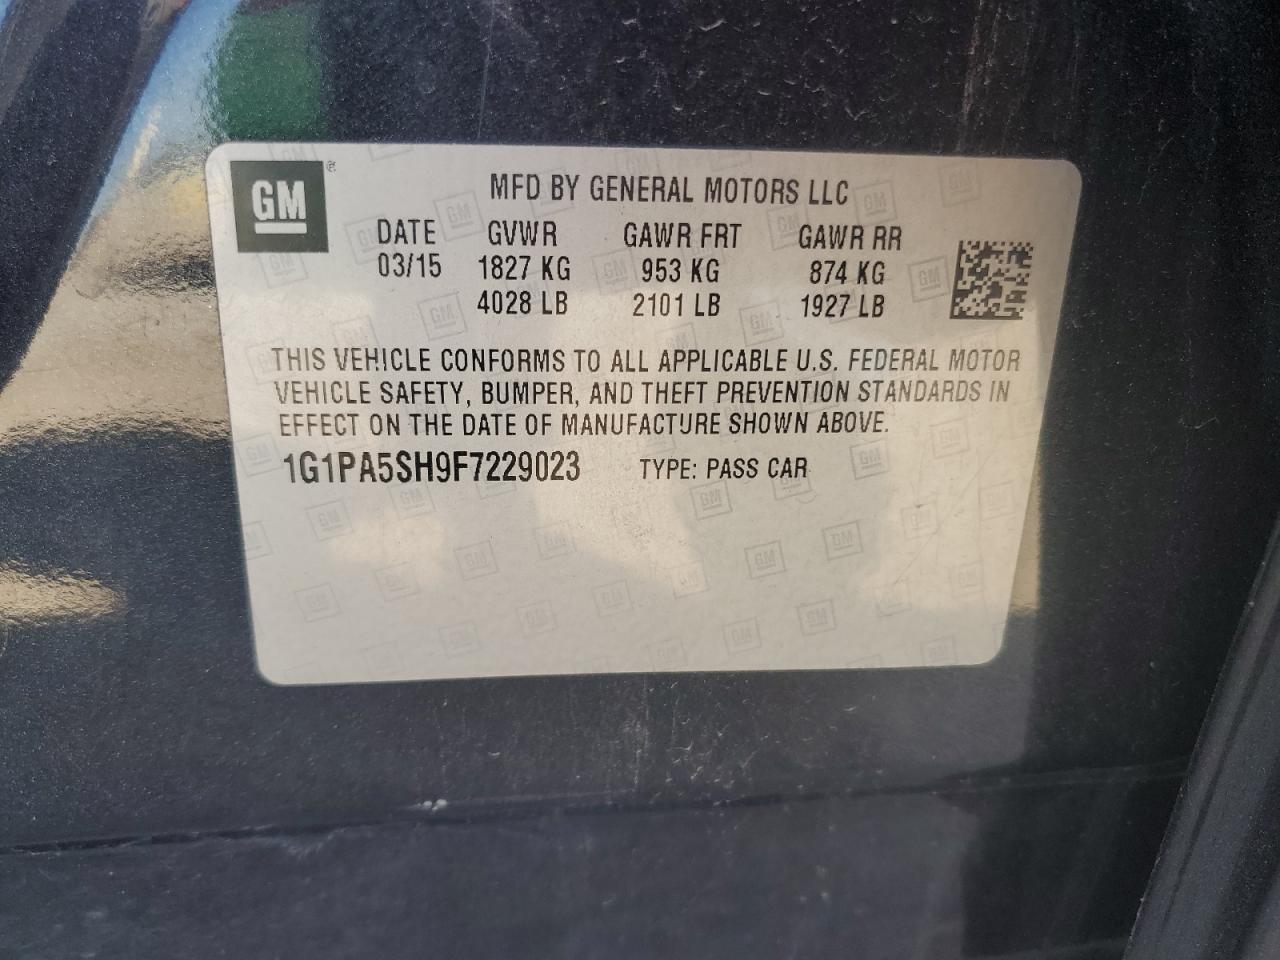 GM
MFD BY GENERAL MOTORS LLC
DATE GVWR GAWR FRT GAWR RR
03/15 1827 KG 953 KG 874 KG
4028 LB 2101 LB 1927 LB
THIS VEHICLE CONFORMS TO ALL APPLICABLE U.S. FEDERAL MOTOR
VEHICLE SAFETY, BUMPER, AND THEFT PREVENTION STANDARDS IN
EFFECT ON THE DATE OF MANUFACTURE SHOWN ABOVE.
1G1PA5SH9F7229023 TYPE: PASS CAR